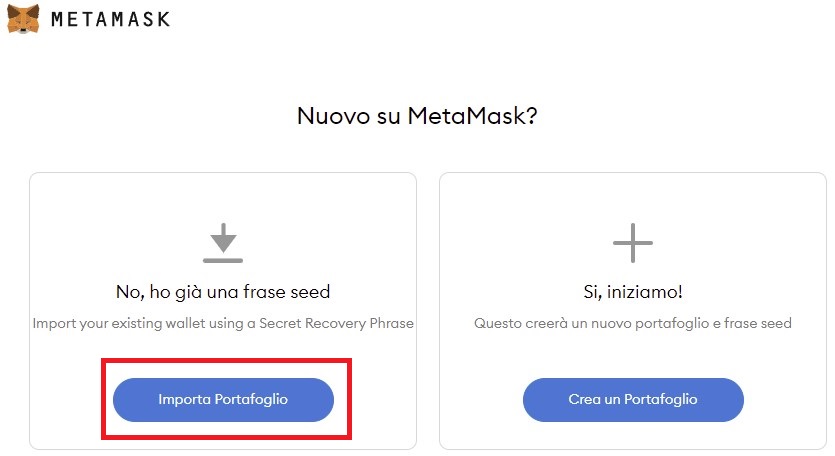 METAMASK
Nuovo su MetaMask?
No, ho già una frase seed
Import your existing wallet using a Secret Recovery Phrase
Importa Portafoglio
Si, iniziamo!
Questo creerà un nuovo portafoglio e frase seed
Crea un Portafoglio